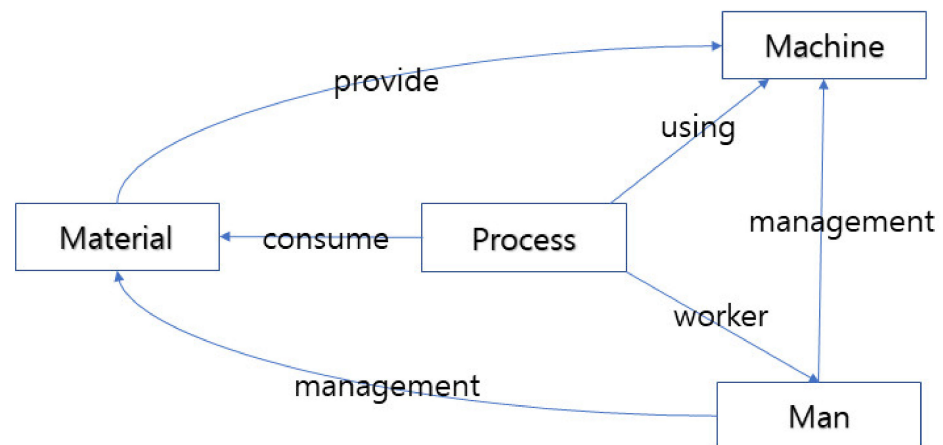 Machine
provide
using
Material
consume
Process
management
worker
management
Man